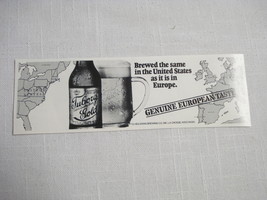 Brewed the same
in the United States
as it is in
Europe.
Tuborg
Gold
GENUINE EUROPEAN TASTE